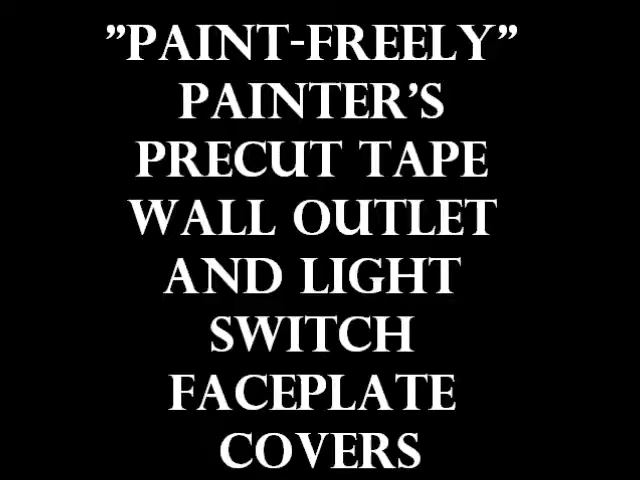 "PAINT-FREELY"
PAINTER'S
PRECUT TAPE
WALL OUTLET
AND LIGHT
SWITCH
FACEPLATE
COVERS